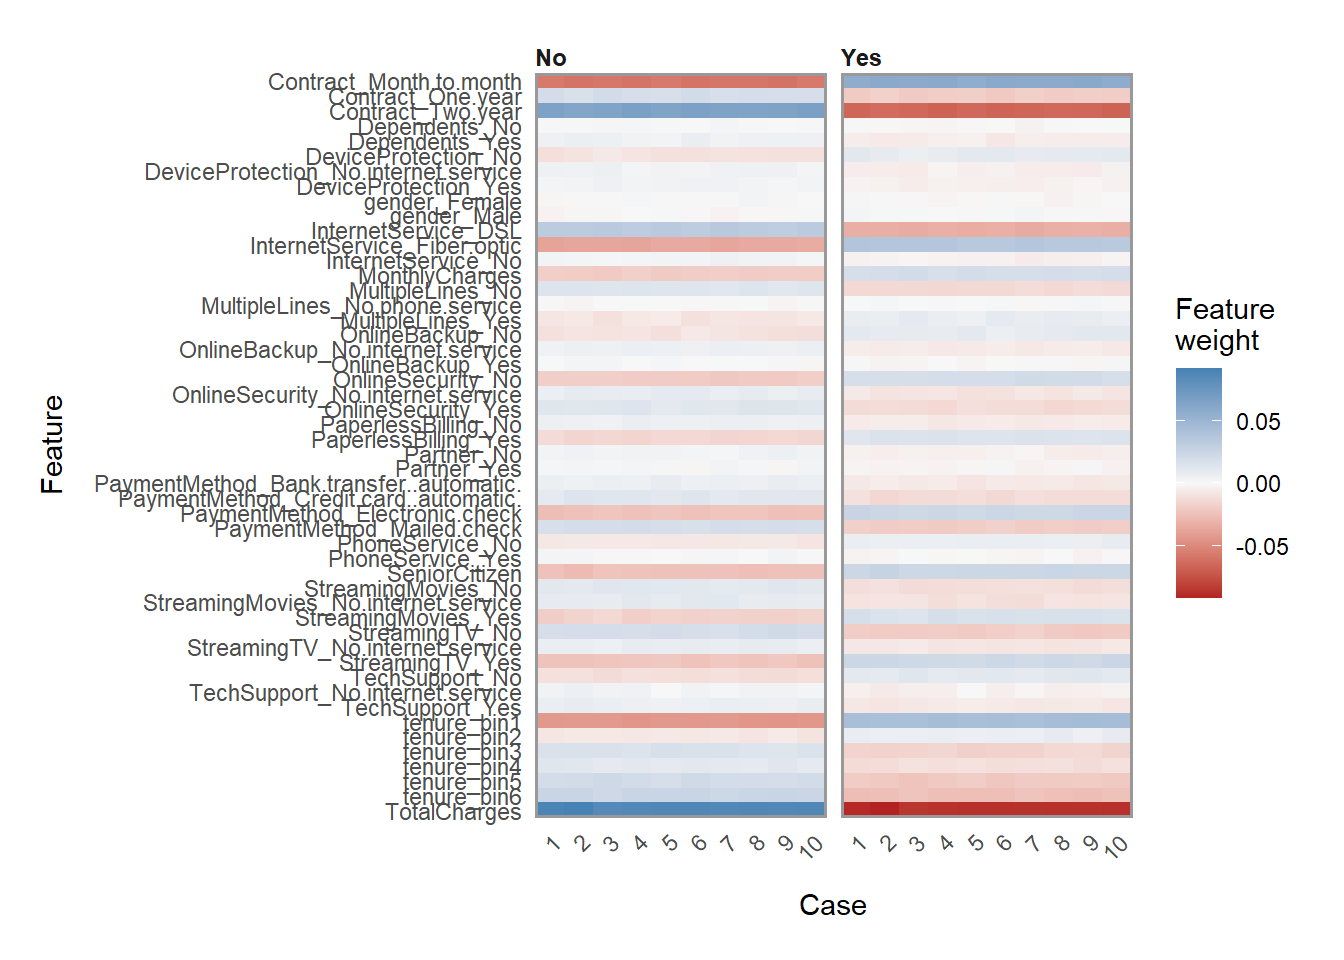 No
Yes
Contract_Month.to.month
Contract_One.year
Contract_Two.year
Dependents_No
Dependents_Yes
DeviceProtection_No
DeviceProtection_No.internet.service
DeviceProtection_Yes
gender_Female
gender_Male
InternetService_DSL
InternetService_Fiber.optic
InternetService_No
MonthlyCharges
MultipleLines_No
MultipleLines_No.phone.service
MultipleLines_Yes
OnlineBackup_No
OnlineBackup_No.internet.service
OnlineBackup_Yes
OnlineSecurity_No
OnlineSecurity_No.internet.service
OnlineSecurity_Yes
PaperlessBilling_No
PaperlessBilling_Yes
Partner_No
Partner_Yes
PaymentMethod_Bank.transfer..automatic.
PaymentMethod_Credit.card..automatic.
PaymentMethod_Electronic.check
PaymentMethod_Mailed.check
PhoneService_No
PhoneService_Yes
SeniorCitizen
StreamingMovies_No
StreamingMovies_No.internet.service
StreamingMovies_Yes
StreamingTV_No
StreamingTV_No.internet.service
StreamingTV_Yes
TechSupport_No
TechSupport_No.internet.service
TechSupport_Yes
tenure_bin1
tenure_bin2
tenure_bin3
tenure_bin4
tenure_bin5
tenure_bin6
TotalCharges
Feature
1 2 3 4 5 6 7 8 9 10
1 2 3 4 5 6 7 8 9 10
Case
Feature
weight
0.05
0.00
-0.05